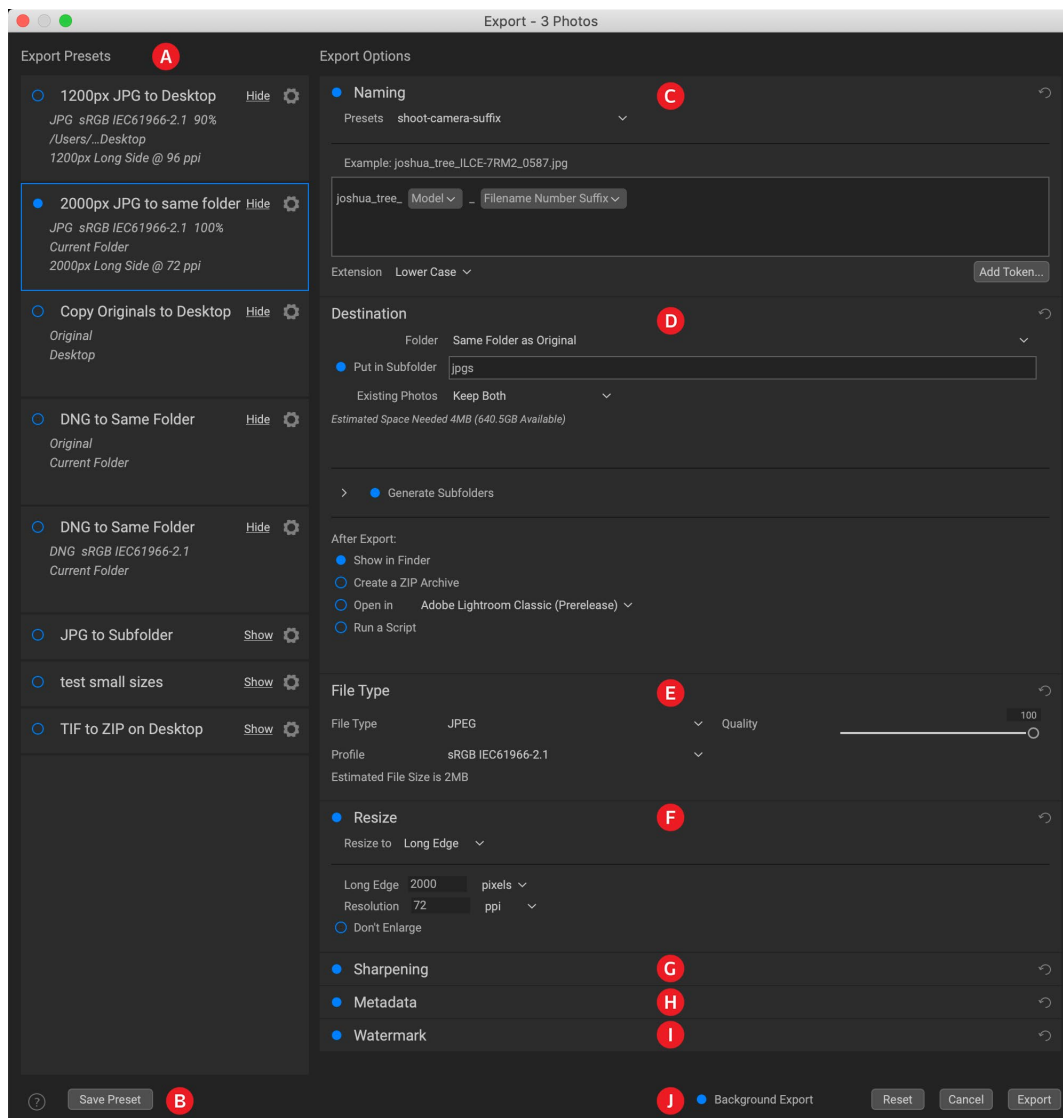 Export - 3 Photos
Export Presets A
1200px JPG to Desktop Hide
JPG sRGB IEC61966-2.1 90%
/Users/...Desktop
1200px Long Side @ 96 ppi
2000px JPG to same folder Hide
JPG sRGB IEC61966-2.1 100%
Current Folder
2000px Long Side @ 72 ppi
Copy Originals to Desktop Hide
Original
Desktop
DNG to Same Folder Hide
Original
Current Folder
DNG to Same Folder Hide
DNG sRGB IEC61966-2.1
Current Folder
JPG to Subfolder Show
test small sizes Show
TIF to ZIP on Desktop Show
? Save Preset B
Export Options
Naming C
Presets shoot-camera-suffix
Example: joshua_tree_ILCE-7RM2_0587.jpg
joshua_tree_ Model _ Filename Number Suffix
Extension Lower Case Add Token...
Destination D
Folder Same Folder as Original
Put in Subfolder jpgs
Existing Photos Keep Both
Estimated Space Needed 4MB (640.5GB Available)
Generate Subfolders
After Export:
Show in Finder
Create a ZIP Archive
Open in Adobe Lightroom Classic (Prerelease)
Run a Script
File Type E
File Type JPEG Quality 100
Profile sRGB IEC61966-2.1
Estimated File Size is 2MB
Resize F
Resize to Long Edge
Long Edge 2000 pixels
Resolution 72 ppi
Don't Enlarge
Sharpening G
Metadata H
Watermark I
J Background Export Reset Cancel Export